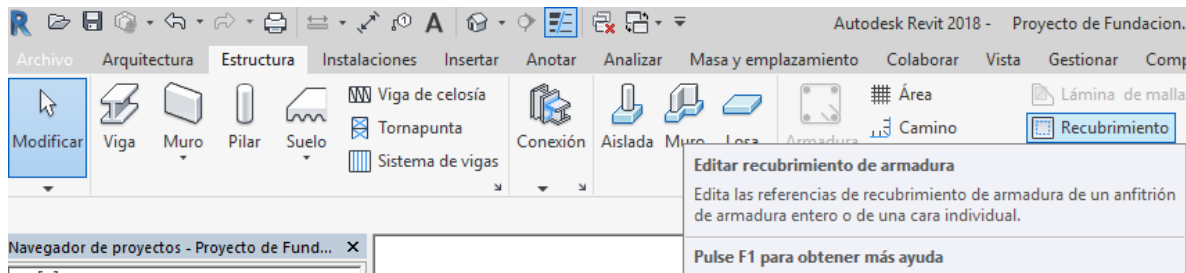 R A Autodesk Revit 2018 - Proyecto de Fundacion.
Archivo Arquitectura Estructura Instalaciones Insertar Anotar Analizar Masa y emplazamiento Colaborar Vista Gestionar Comp
Viga de celosía Área Lámina de malla
Tornapunta Camino Recubrimiento
Modificar Viga Muro Pilar Suelo Conexión Aislada Muro Losa Armadura
Sistema de vigas
Editar recubrimiento de armadura
Edita las referencias de recubrimiento de armadura de un anfitrión
de armadura entero o de una cara individual.
Navegador de proyectos - Proyecto de Fund... X
Pulse F1 para obtener más ayuda